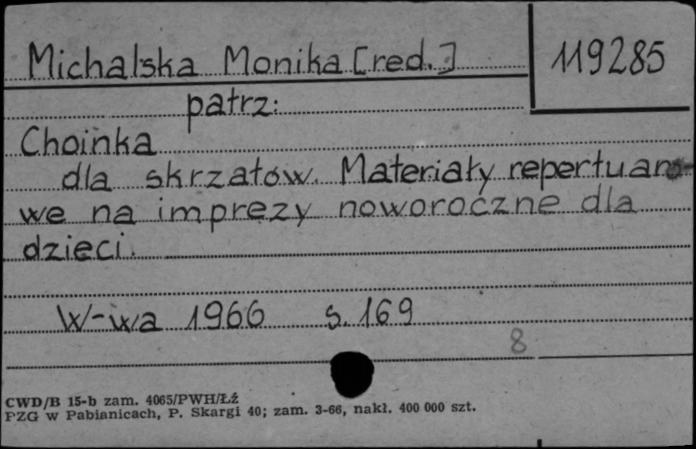 Michalska Monika [red.]
119285
patrz:
Choinka
dla skrzatów. Materiały repertuaro-
we na imprezy noworoczne dla
dzieci.
W-wa 1966 s. 169
8
CWD/B 15-b zam. 4065/PWH/Łź
PZG w Pabianicach, P. Skargi 40; zam. 3-66, nakł. 400 000 szt.